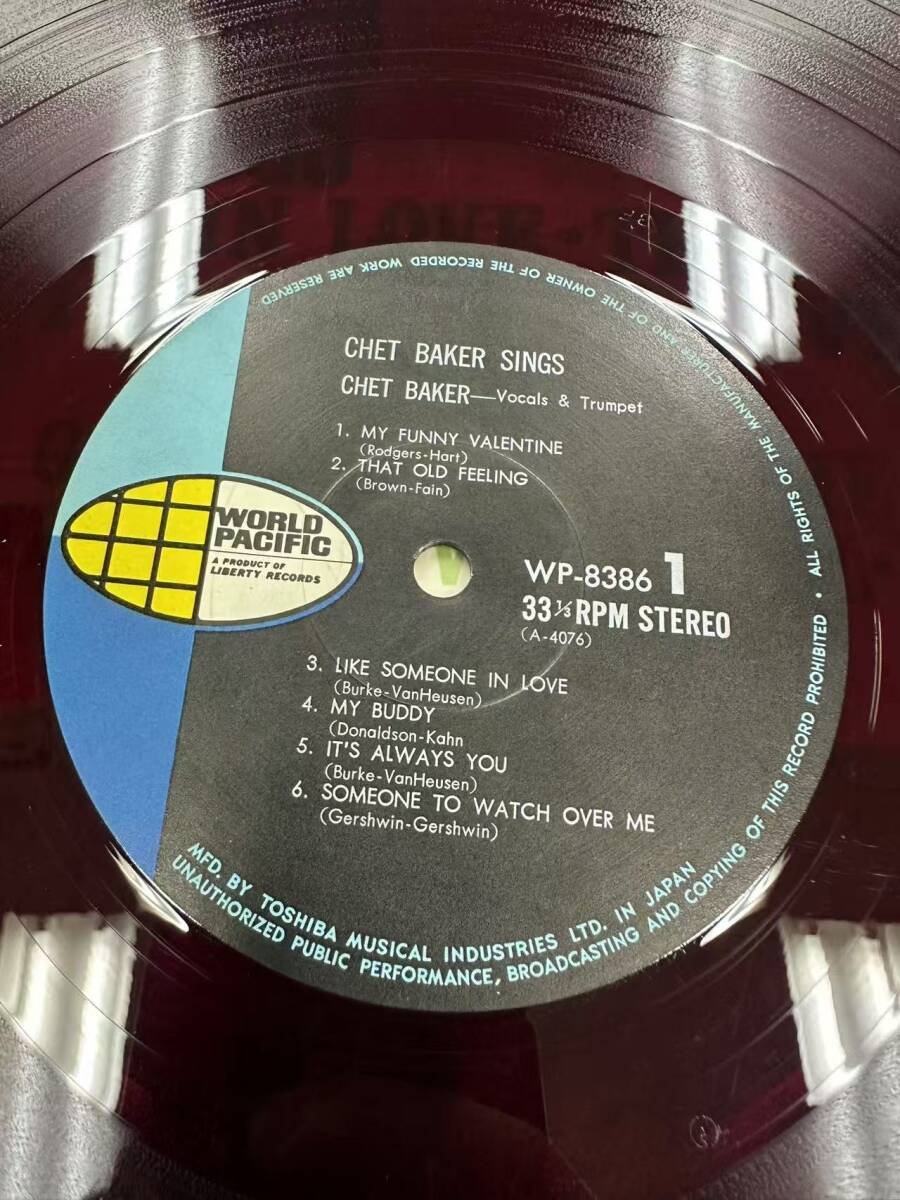 CHET BAKER SINGS
CHET BAKER—Vocals & Trumpet
1. MY FUNNY VALENTINE
(Rodgers-Hart)
2. THAT OLD FEELING
(Brown-Fain)
WORLD
PACIFIC
A PRODUCT OF
LIBERTY RECORDS
WP-8386 1
33⅓ RPM STEREO
(A-4076)
3. LIKE SOMEONE IN LOVE
(Burke-VanHeusen)
4. MY BUDDY
(Donaldson-Kahn
5. IT'S ALWAYS YOU
(Burke-VanHeusen)
6. SOMEONE TO WATCH OVER ME
(Gershwin-Gershwin)
MFD. BY TOSHIBA MUSICAL INDUSTRIES LTD. IN JAPAN
UNAUTHORIZED PUBLIC PERFORMANCE, BROADCASTING AND COPYING OF THIS RECORD PROHIBITED • ALL RIGHTS OF THE MANUFACTURER AND OF THE OWNER OF THE RECORDED WORK ARE RESERVED